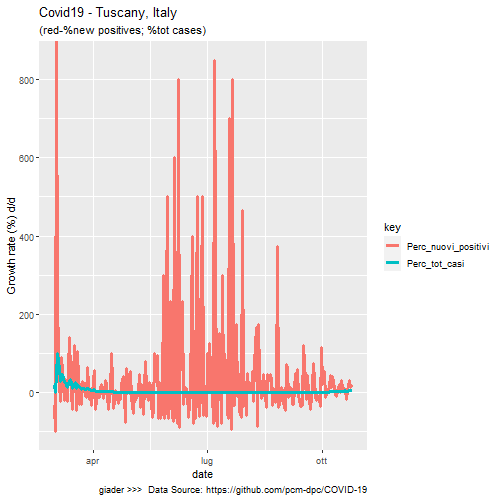 Covid19 - Tuscany, Italy
(red-%new positives; %tot cases)
Growth rate (%) d/d
800
600
400
200
0
apr
lug
ott
date
key
Perc_nuovi_positivi
Perc_tot_casi
giader >>> Data Source: https://github.com/pcm-dpc/COVID-19